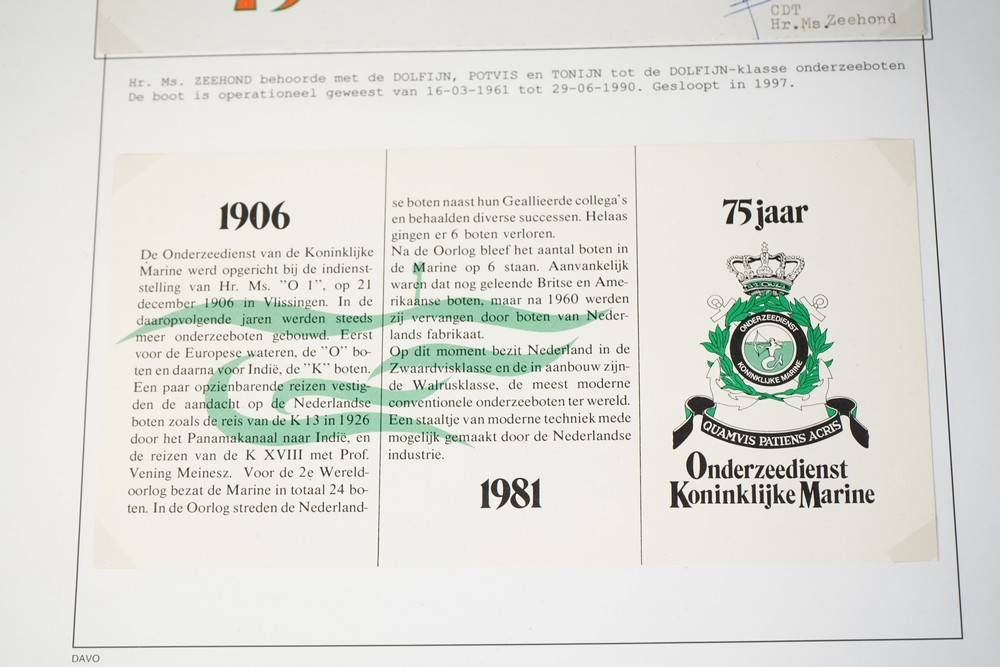 CDT
Hr.Ms.Zeehond
Hr. Ms. ZEEHOND behoorde met de DOLFIJN, POTVIS en TONIJN tot de DOLFIJN-klasse onderzeeboten
De boot is operationeel geweest van 16-03-1961 tot 29-06-1990. Gesloopt in 1997.
1906
De Onderzeedienst van de Koninklijke
Marine werd opgericht bij de indienst-
stelling van Hr. Ms. "O 1", op 21
december 1906 in Vlissingen. In de
daaropvolgende jaren werden steeds
meer onderzeeboten gebouwd. Eerst
voor de Europese wateren, de "O" bo-
ten en daarna voor Indië, de "K" boten.
Een paar opzienbarende reizen vestig-
den de aandacht op de Nederlandse
boten zoals de reis van de K 13 in 1926
door het Panamakanaal naar Indië, en
de reizen van de K XVIII met Prof.
Vening Meinesz. Voor de 2e Wereld-
oorlog bezat de Marine in totaal 24 bo-
ten. In de Oorlog streden de Nederland-
se boten naast hun Geallieerde collega's
en behaalden diverse successen. Helaas
gingen er 6 boten verloren.
Na de Oorlog bleef het aantal boten in
de Marine op 6 staan. Aanvankelijk
waren dat nog geleende Britse en Ame-
rikaanse boten, maar na 1960 werden
zij vervangen door boten van Neder-
lands fabrikaat.
Op dit moment bezit Nederland in de
Zwaardvisklasse en de in aanbouw zijn-
de Walrusklasse, de meest moderne
conventionele onderzeeboten ter wereld.
Een staaltje van moderne techniek mede
mogelijk gemaakt door de Nederlandse
industrie.
1981
75 jaar
ONDERZEEDIENST
KONINKLIJKE MARINE
QUAMVIS PATIENS ACRIS
Onderzeedienst
Koninklijke Marine
DAVO